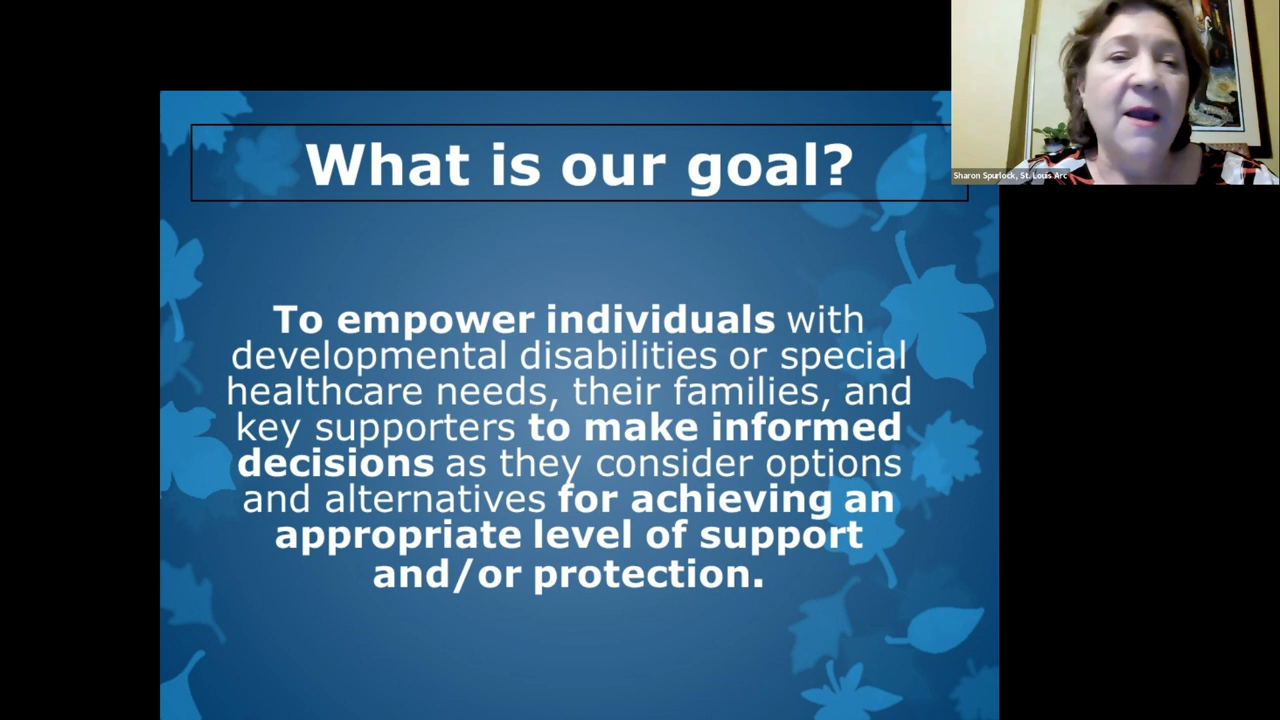 What is our goal?
Sharon Spurlock, St. Louis Arc
To empower individuals with
developmental disabilities or special
healthcare needs, their families, and
key supporters to make informed
decisions as they consider options
and alternatives for achieving an
appropriate level of support
and/or protection.